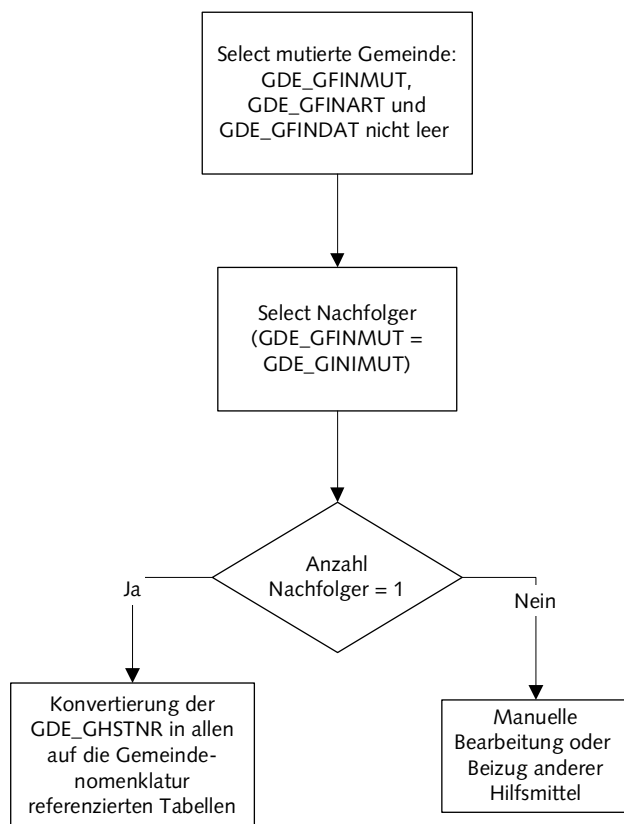 Select mutierte Gemeinde:
GDE_GFINMUT,
GDE_GFINART und
GDE_GFINDAT nicht leer
Select Nachfolger
(GDE_GFINMUT =
GDE_GINIMUT)
Anzahl
Nachfolger = 1
Ja
Nein
Konvertierung der
GDE_GHSTNR in allen
auf die Gemeinde-
nomenklatur
referenzierten Tabellen
Manuelle
Bearbeitung oder
Beizug anderer
Hilfsmittel